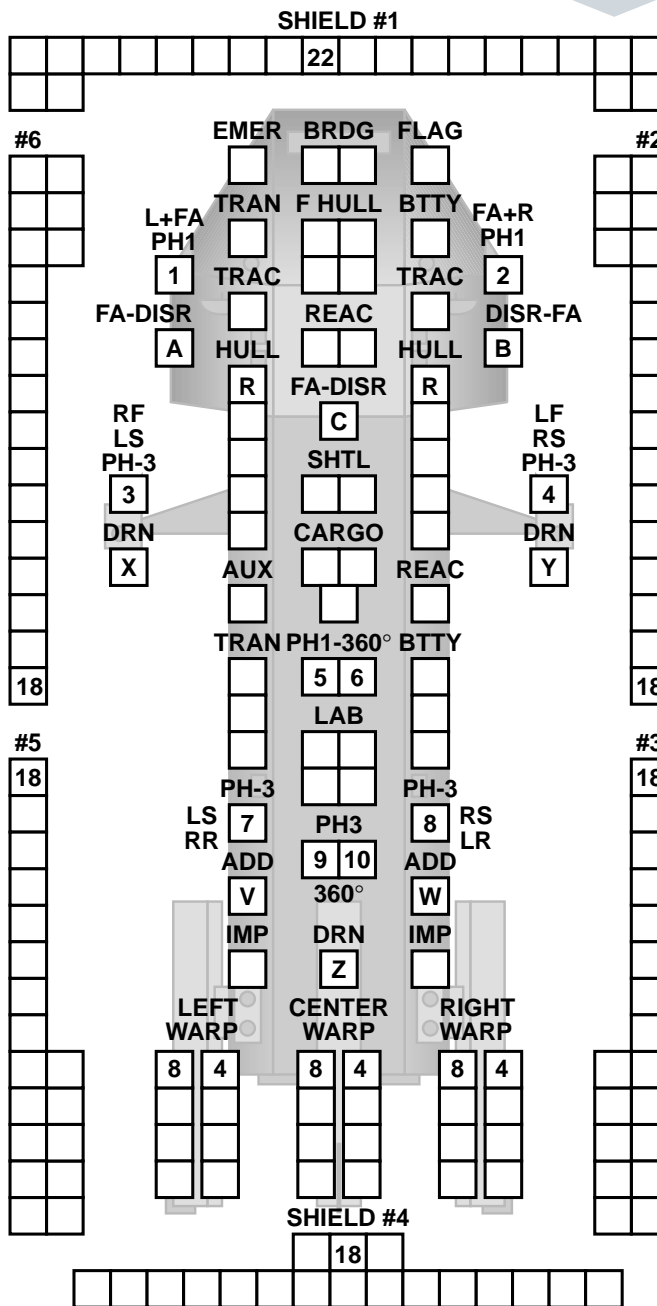 SHIELD #1
22
#6 EMER BRDG FLAG #2
TRAN F HULL BTTY
L+FA PH1 FA+R PH1
1 TRAC TRAC 2
FA-DISR REAC DISR-FA
A HULL HULL B
R FA-DISR R
C
RF LS PH-3 SHTL LF RS PH-3
3 4
DRN CARGO DRN
X Y
AUX REAC
TRAN PH1-360° BTTY
5 6
18 18
LAB
#5 #3
18 18
PH-3 PH-3
LS RR 7 PH3 8 RS LR
ADD 9 10 ADD
V 360° W
IMP DRN IMP
Z
LEFT WARP CENTER WARP RIGHT WARP
8 4 8 4 8 4
SHIELD #4
18